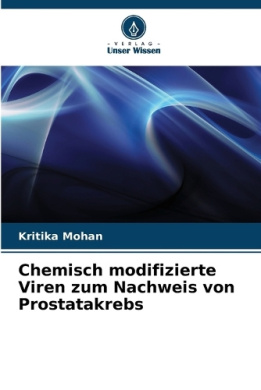 - VERLAG -
Unser Wissen
Kritika Mohan
Chemisch modifizierte
Viren zum Nachweis von
Prostatakrebs